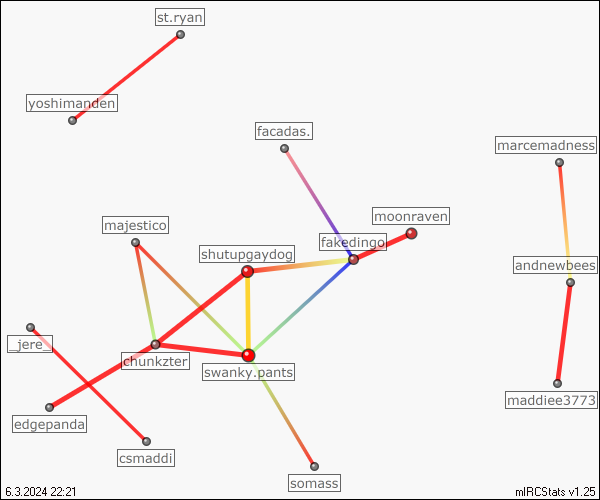 st.ryan
yoshimanden
facadas.
marcemadness
moonraven
majestico
fakedingo
shutupgaydog
andnewbees
_jere_
chunkzter
swanky.pants
maddiee3773
edgepanda
csmaddi
somass
6.3.2024 22:21
mIRCStats v1.25